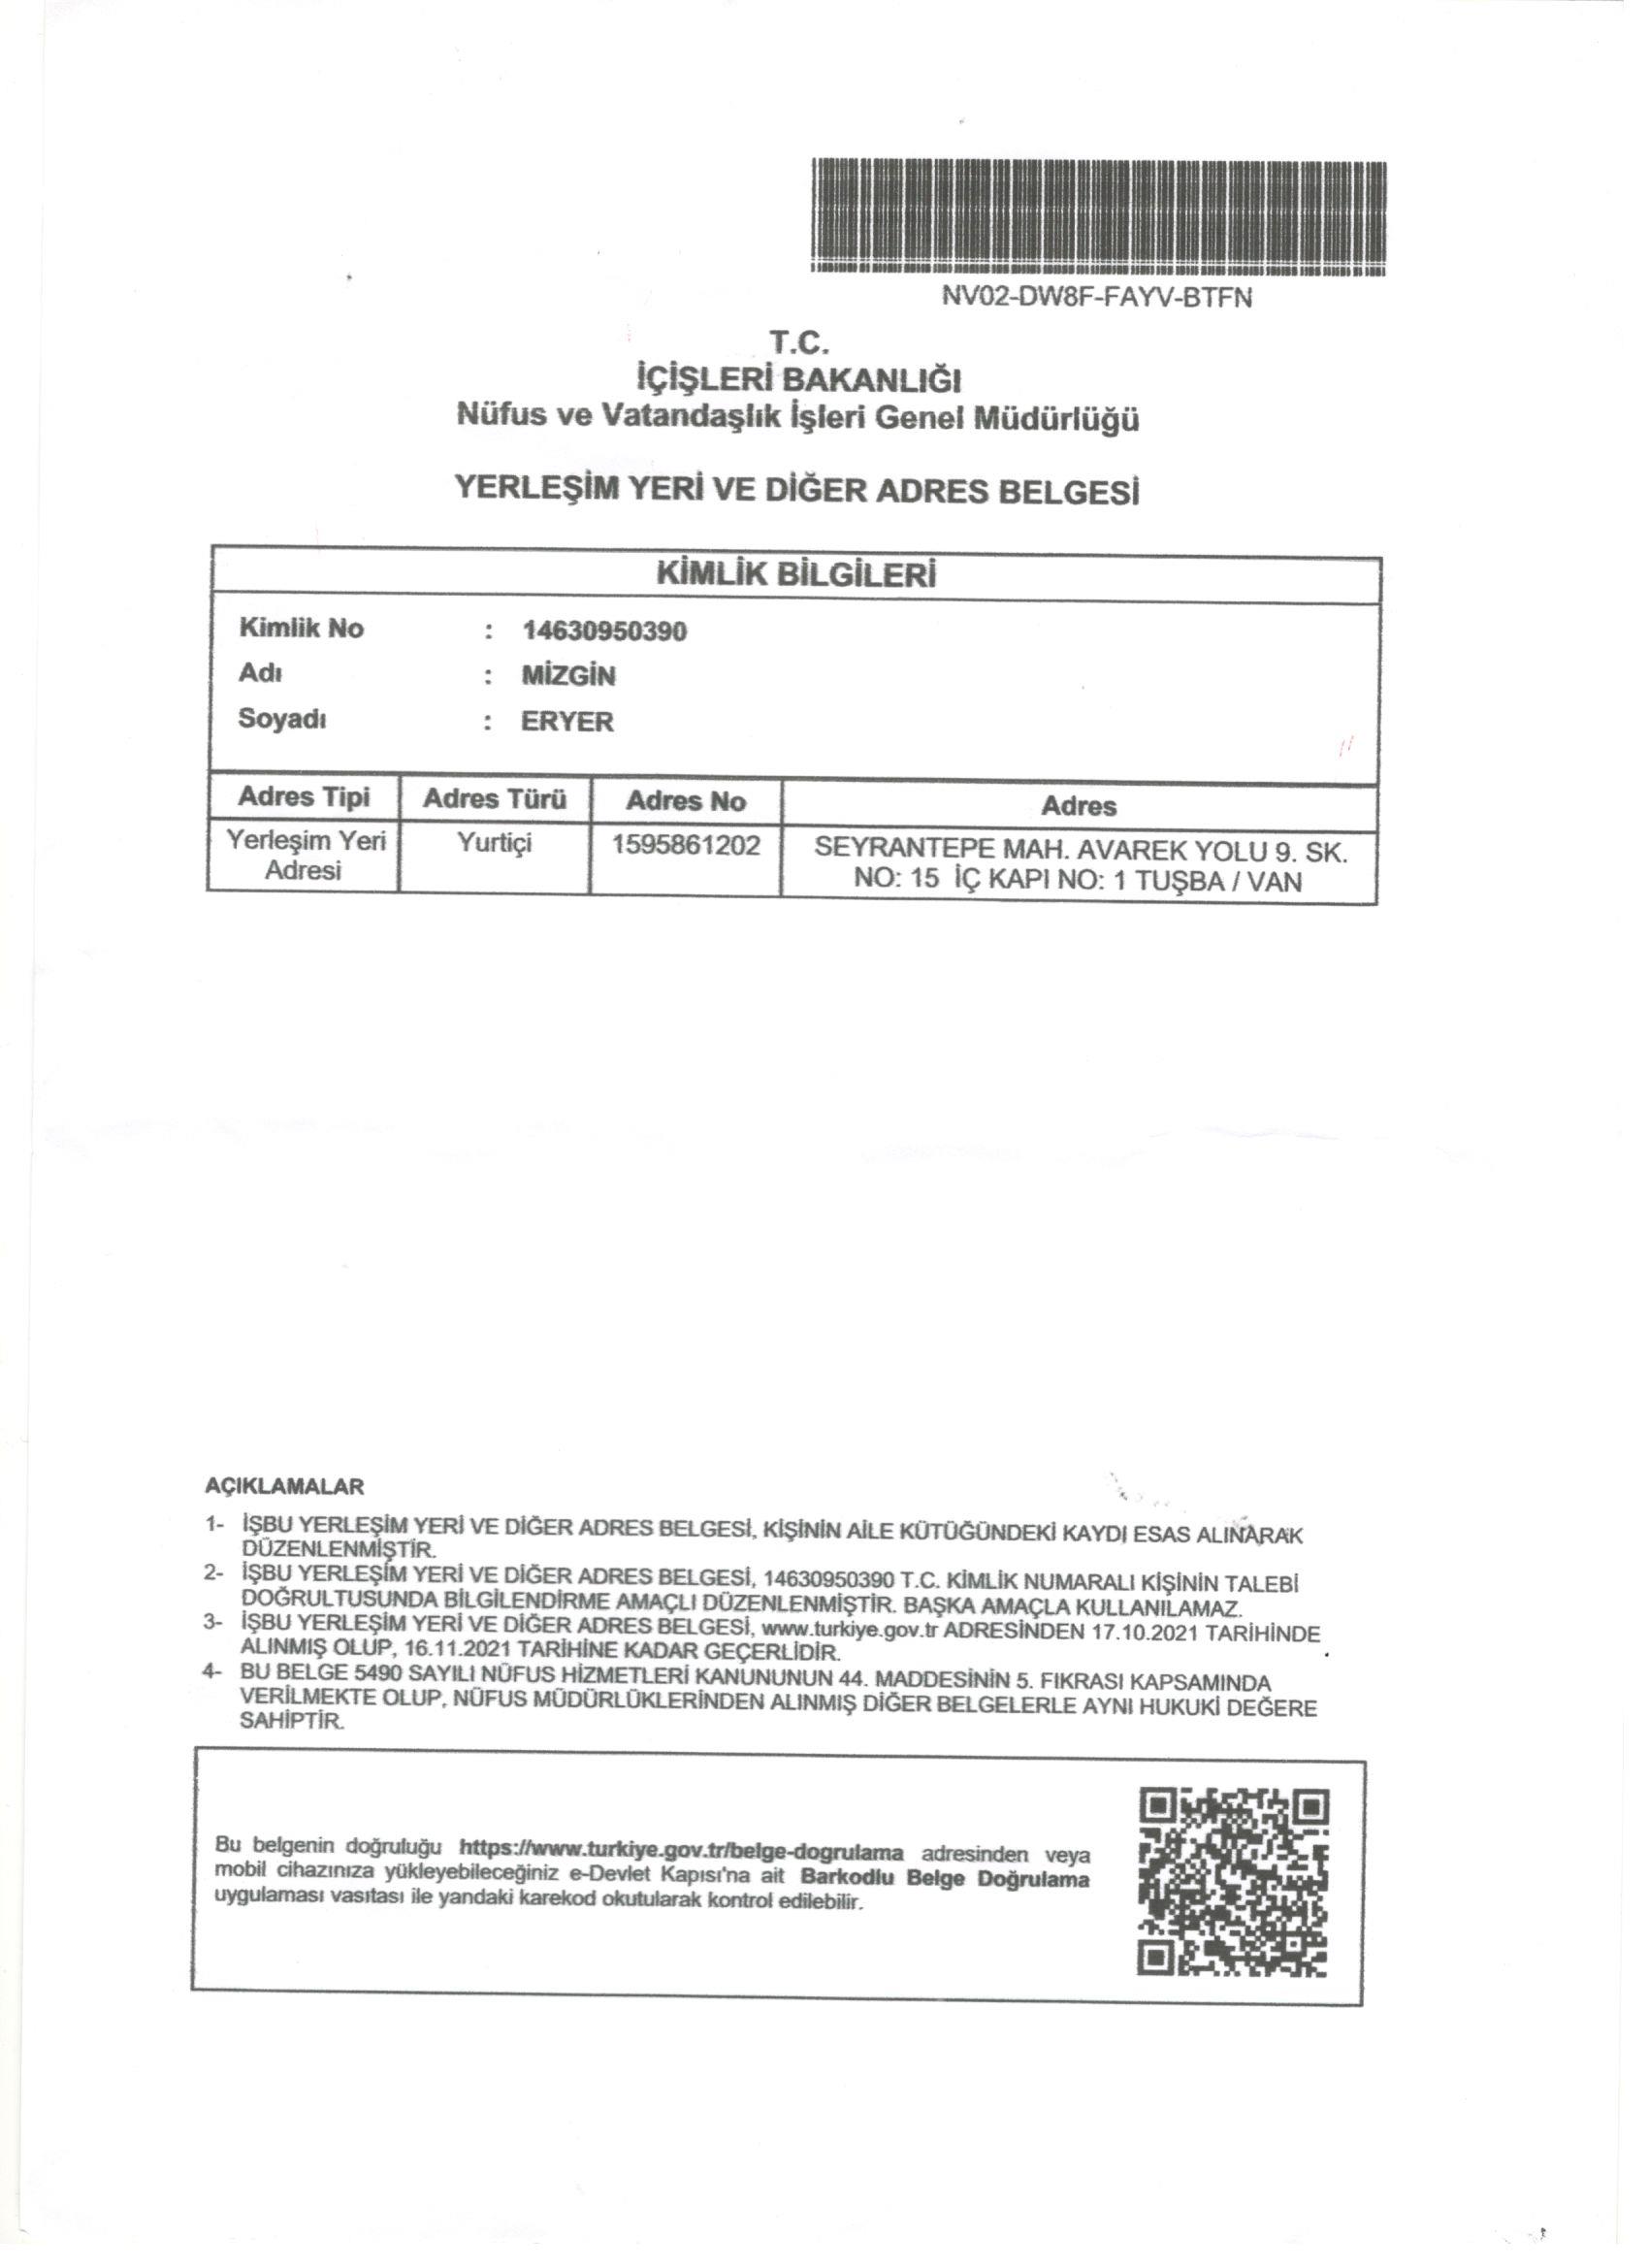 NV02-DW8F-FAYV-BTFN
T.C.
İÇİŞLERİ BAKANLIĞI
Nüfus ve Vatandaşlık İşleri Genel Müdürlüğü
YERLEŞİM YERİ VE DİĞER ADRES BELGESİ
KİMLİK BİLGİLERİ
Kimlik No : 14630950390
Adı : MİZGİN
Soyadı : ERYER
Adres Tipi Adres Türü Adres No Adres
Yerleşim Yeri Yurtiçi 1595861202 SEYRANTEPE MAH. AVAREK YOLU 9. SK.
Adresi NO: 15 İÇ KAPI NO: 1 TUŞBA / VAN
AÇIKLAMALAR
1- İŞBU YERLEŞİM YERİ VE DİĞER ADRES BELGESİ, KİŞİNİN AİLE KÜTÜĞÜNDEKİ KAYDI ESAS ALINARAK
DÜZENLENMİŞTİR.
2- İŞBU YERLEŞİM YERİ VE DİĞER ADRES BELGESİ, 14630950390 T.C. KİMLİK NUMARALI KİŞİNİN TALEBİ
DOĞRULTUSUNDA BİLGİLENDİRME AMAÇLI DÜZENLENMİŞTİR. BAŞKA AMAÇLA KULLANILAMAZ.
3- İŞBU YERLEŞİM YERİ VE DİĞER ADRES BELGESİ, www.turkiye.gov.tr ADRESİNDEN 17.10.2021 TARİHİNDE
ALINMIŞ OLUP, 16.11.2021 TARİHİNE KADAR GEÇERLİDİR.
4- BU BELGE 5490 SAYILI NÜFUS HİZMETLERİ KANUNUNUN 44. MADDESİNİN 5. FIKRASI KAPSAMINDA
VERİLMEKTE OLUP, NÜFUS MÜDÜRLÜKLERİNDEN ALINMIŞ DİĞER BELGELERLE AYNI HUKUKİ DEĞERE
SAHİPTİR.
Bu belgenin doğruluğu https://www.turkiye.gov.tr/belge-dogrulama adresinden veya
mobil cihazınıza yükleyebileceğiniz e-Devlet Kapısı'na ait Barkodlu Belge Doğrulama
uygulaması vasıtası ile yandaki karekod okutularak kontrol edilebilir.
1